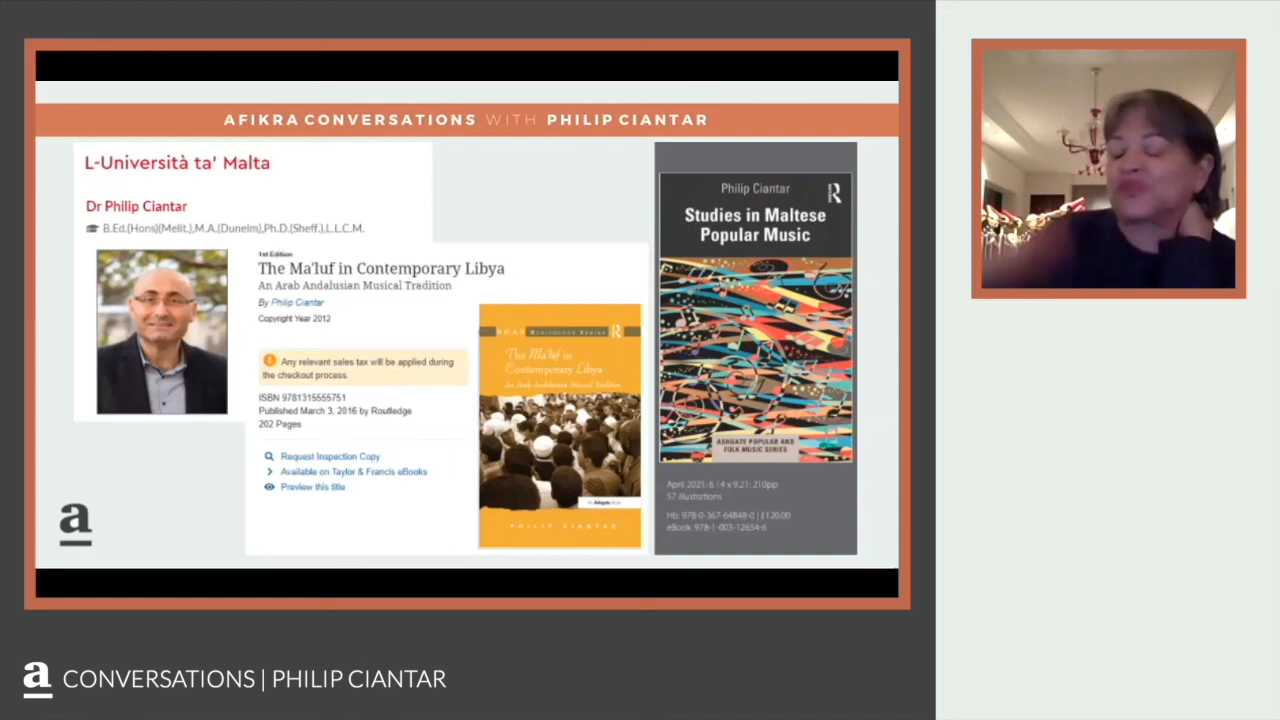 AFIKRA CONVERSATIONS WITH PHILIP CIANTAR
L-Università ta' Malta
Dr Philip Ciantar
B.Ed.(Hons)(Melit.),M.A.(Dunelm),Ph.D.(Sheff.),L.L.C.M.
1st Edition
The Ma'luf in Contemporary Libya
An Arab Andalusian Musical Tradition
By Philip Ciantar
Copyright Year 2012
Any relevant sales tax will be applied during
the checkout process.
ISBN 9781315555751
Published March 3, 2016 by Routledge
202 Pages
Request Inspection Copy
Available on Taylor & Francis eBooks
Preview this title
SOAS MUSICOLOGY SERIES R
The Ma'luf in
Contemporary Libya
An Arab Andalusian Musical Tradition
PHILIP CIANTAR
Philip Ciantar
R
Studies in Maltese
Popular Music
ASHGATE POPULAR AND
FOLK MUSIC SERIES
April 2021: 6.14 x 9.21: 210pp
57 illustrations
Hb: 978-0-367-64848-0 | £120.00
eBook: 978-1-003-12654-6
a
a CONVERSATIONS | PHILIP CIANTAR